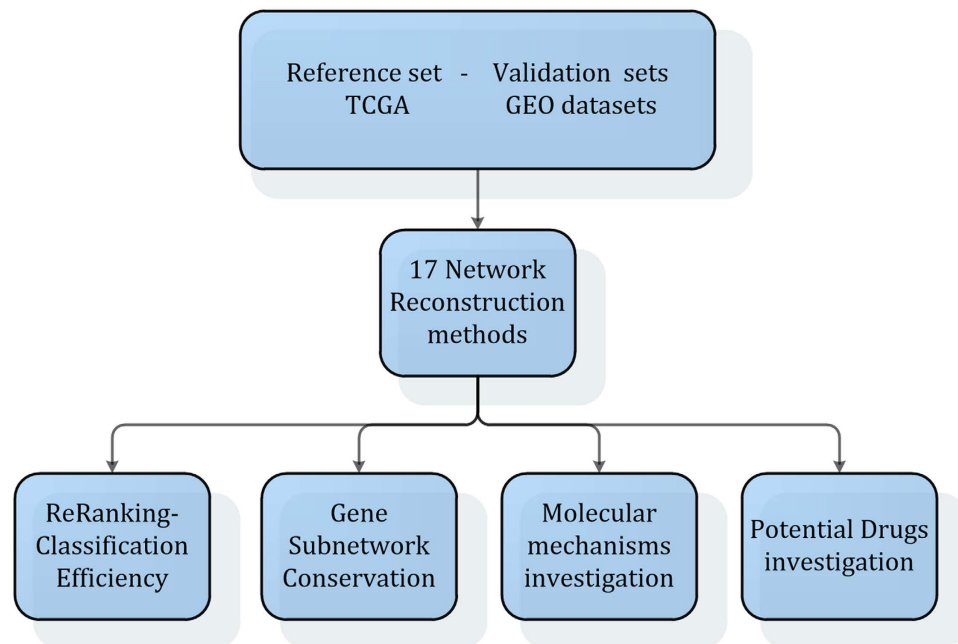 Reference set - Validation sets
TCGA GEO datasets
17 Network
Reconstruction
methods
ReRanking-
Classification
Efficiency
Gene
Subnetwork
Conservation
Molecular
mechanisms
investigation
Potential Drugs
investigation